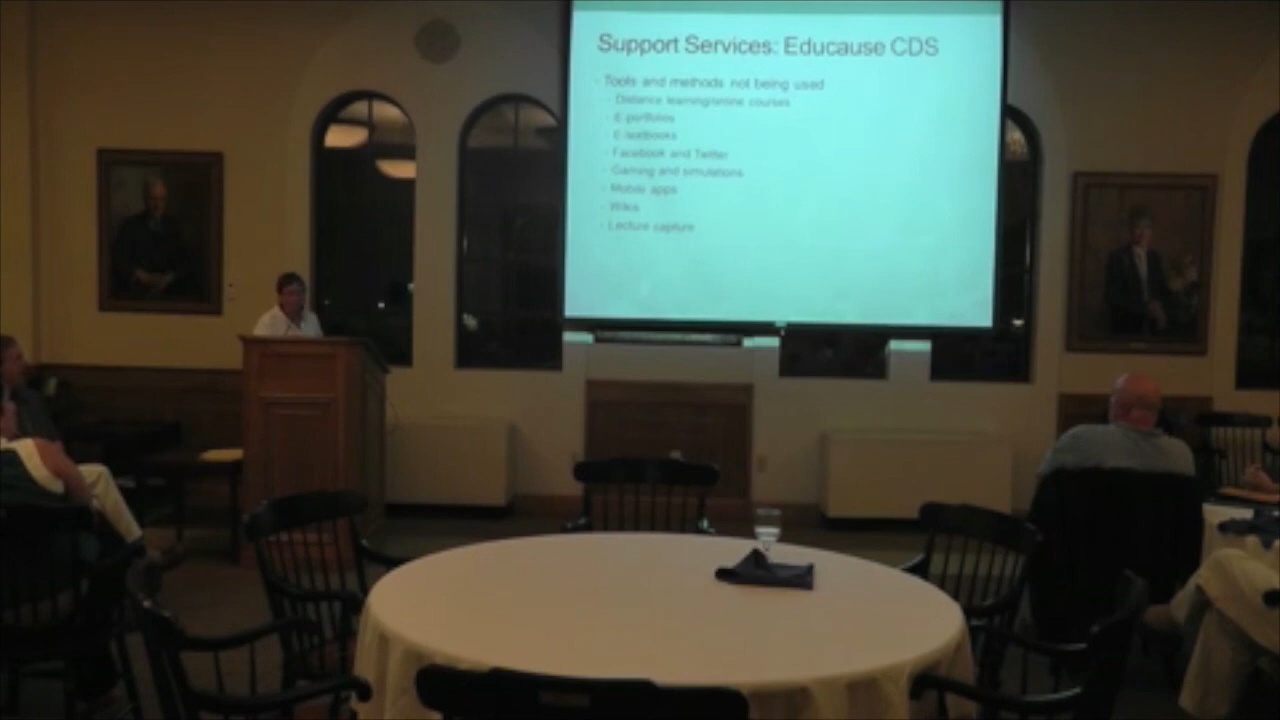 Support Services: Educause CDS
Tools and methods not being used
Distance learning/online courses
E-portfolios
E-textbooks
Facebook and Twitter
Gaming and simulations
Mobile apps
Wikis
Lecture capture